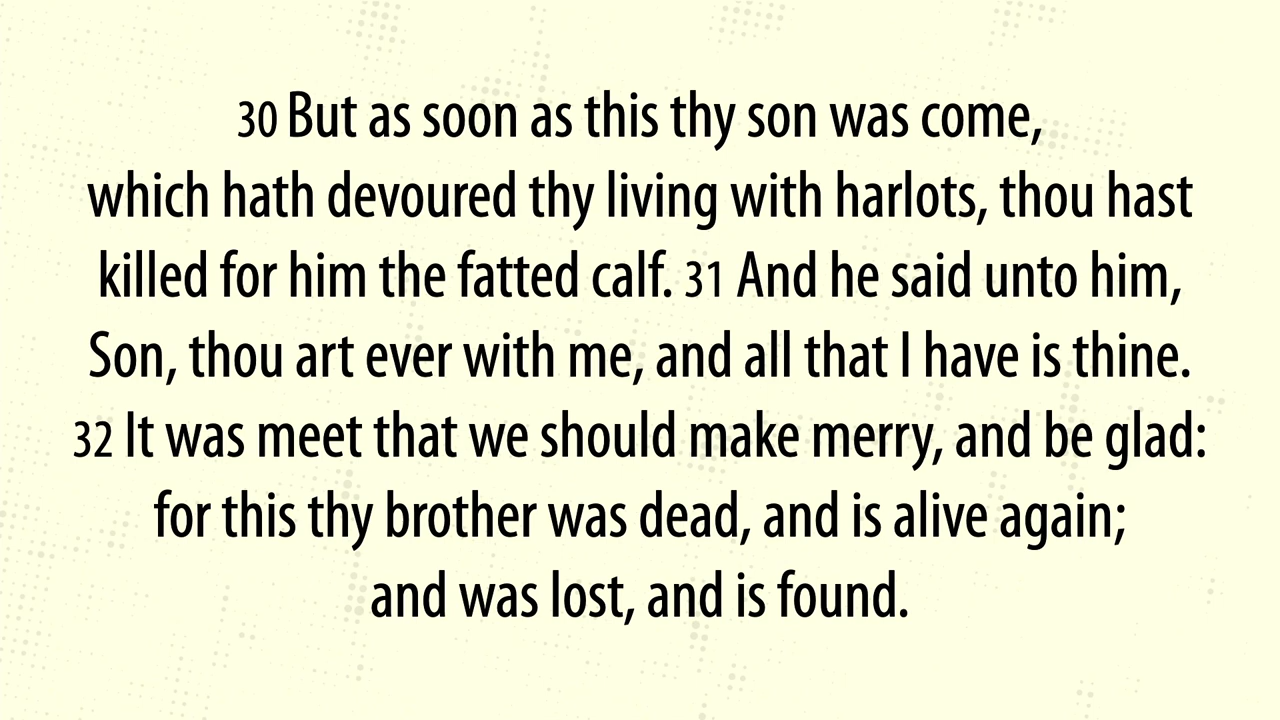 30 But as soon as this thy son was come,
which hath devoured thy living with harlots, thou hast
killed for him the fatted calf. 31 And he said unto him,
Son, thou art ever with me, and all that I have is thine.
32 It was meet that we should make merry, and be glad:
for this thy brother was dead, and is alive again;
and was lost, and is found.